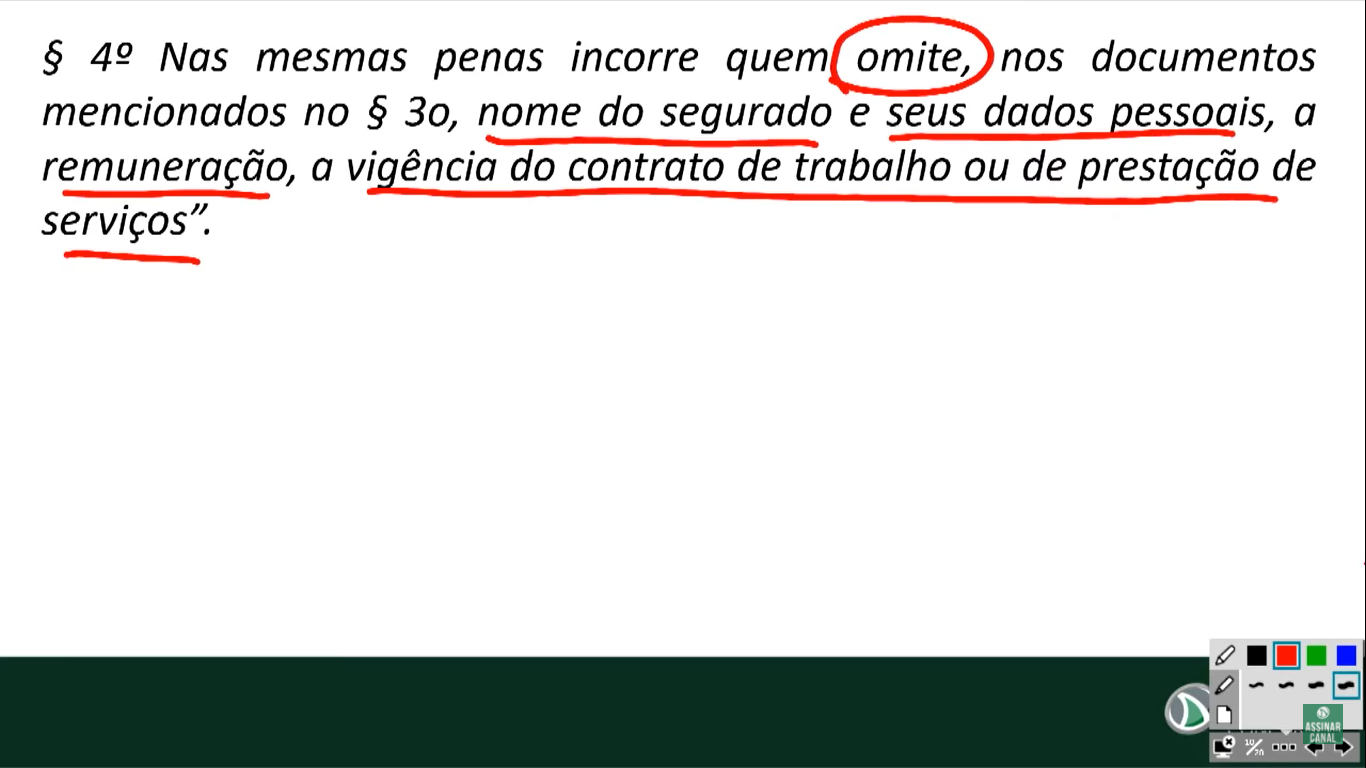 § 4º Nas mesmas penas incorre quem omite, nos documentos
mencionados no § 3o, nome do segurado e seus dados pessoais, a
remuneração, a vigência do contrato de trabalho ou de prestação de
serviços”.
ASSINAR
CANAL